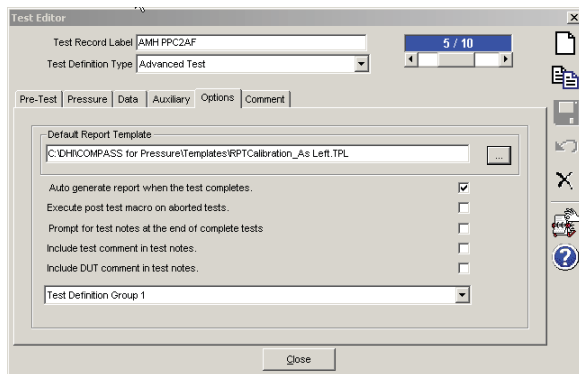 Test Editor
Test Record Label AMH PPC2AF
5 / 10
Test Definition Type Advanced Test
Pre-Test Pressure Data Auxiliary Options Comment
Default Report Template
C:\DHI\COMPASS for Pressure\Templates\RPTCalibration_As Left.TPL ...
Auto generate report when the test completes.
Execute post test macro on aborted tests.
Prompt for test notes at the end of complete tests
Include test comment in test notes.
Include DUT comment in test notes.
Test Definition Group 1
Close